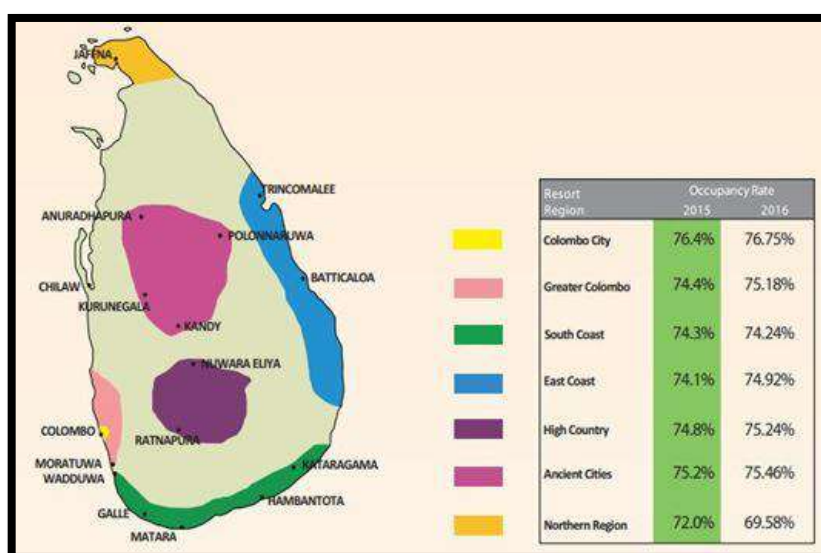 JAFFNA
TRINCOMALEE
ANURADHAPURA
POLONNARUWA
BATTICALOA
CHILAW
KURUNEGALA
KANDY
NUWARA ELIYA
COLOMBO
RATNAPURA
MORATUWA
KATARAGAMA
WADDUWA
HAMBANTOTA
GALLE
MATARA
Resort Occupancy Rate
Region 2015 2016
Colombo City 76.4% 76.75%
Greater Colombo 74.4% 75.18%
South Coast 74.3% 74.24%
East Coast 74.1% 74.92%
High Country 74.8% 75.24%
Ancient Cities 75.2% 75.46%
Northern Region 72.0% 69.58%